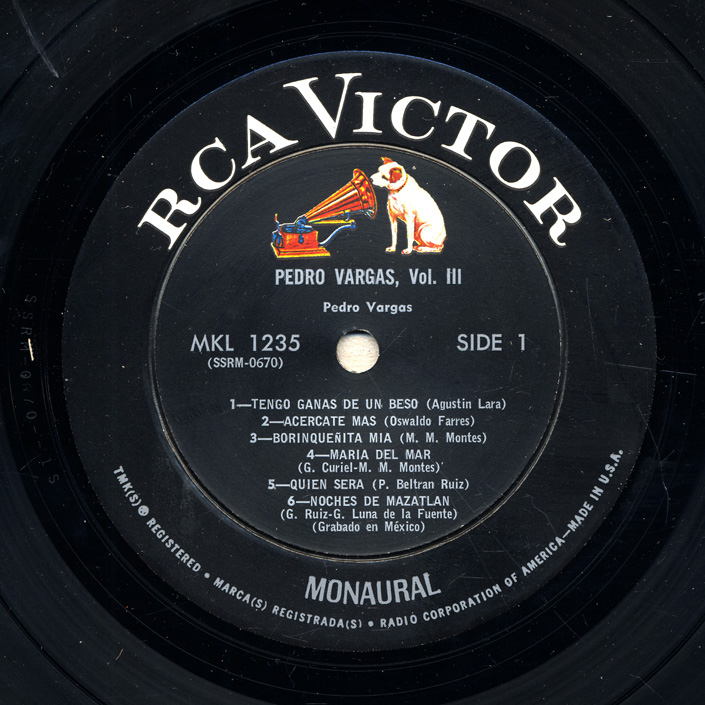 RCA VICTOR
PEDRO VARGAS, Vol. III
Pedro Vargas
MKL 1235
(SSRM-0670)
SIDE 1
1—TENGO GANAS DE UN BESO (Agustin Lara)
2—ACERCATE MAS (Oswaldo Farres)
3—BORINQUEÑITA MIA (M. M. Montes)
4—MARIA DEL MAR
(G. Curiel-M. M. Montes)
5—QUIEN SERA (P. Beltran Ruiz)
6—NOCHES DE MAZATLAN
(G. Ruiz-G. Luna de la Fuente)
(Grabado en México)
MONAURAL
TMK(S) ® REGISTERED • MARCA(S) REGISTRADA(S) • RADIO CORPORATION OF AMERICA—MADE IN U.S.A.